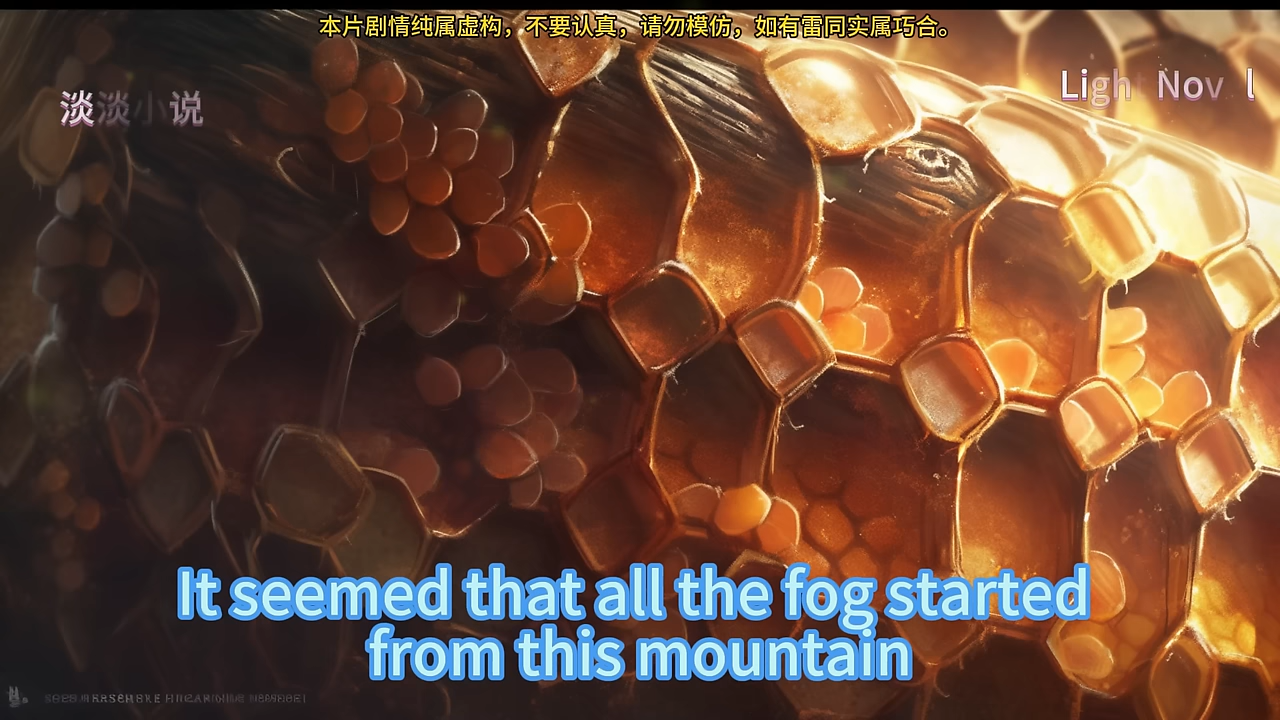 本片剧情纯属虚构，不要认真，请勿模仿，如有雷同实属巧合。
淡淡小说
Light Nov l
It seemed that all the fog started
from this mountain